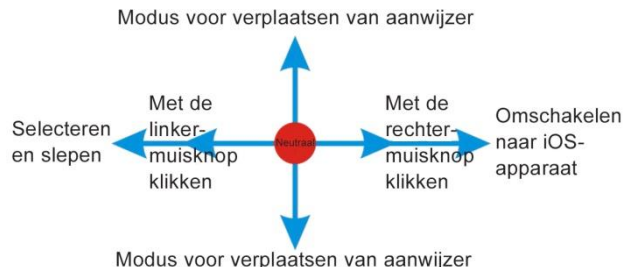 Modus voor verplaatsen van aanwijzer
Selecteren
en slepen
Met de
linker-
muisknop
klikken
Neutraal
Met de
rechter-
muisknop
klikken
Omschakelen
naar iOS-
apparaat
Modus voor verplaatsen van aanwijzer